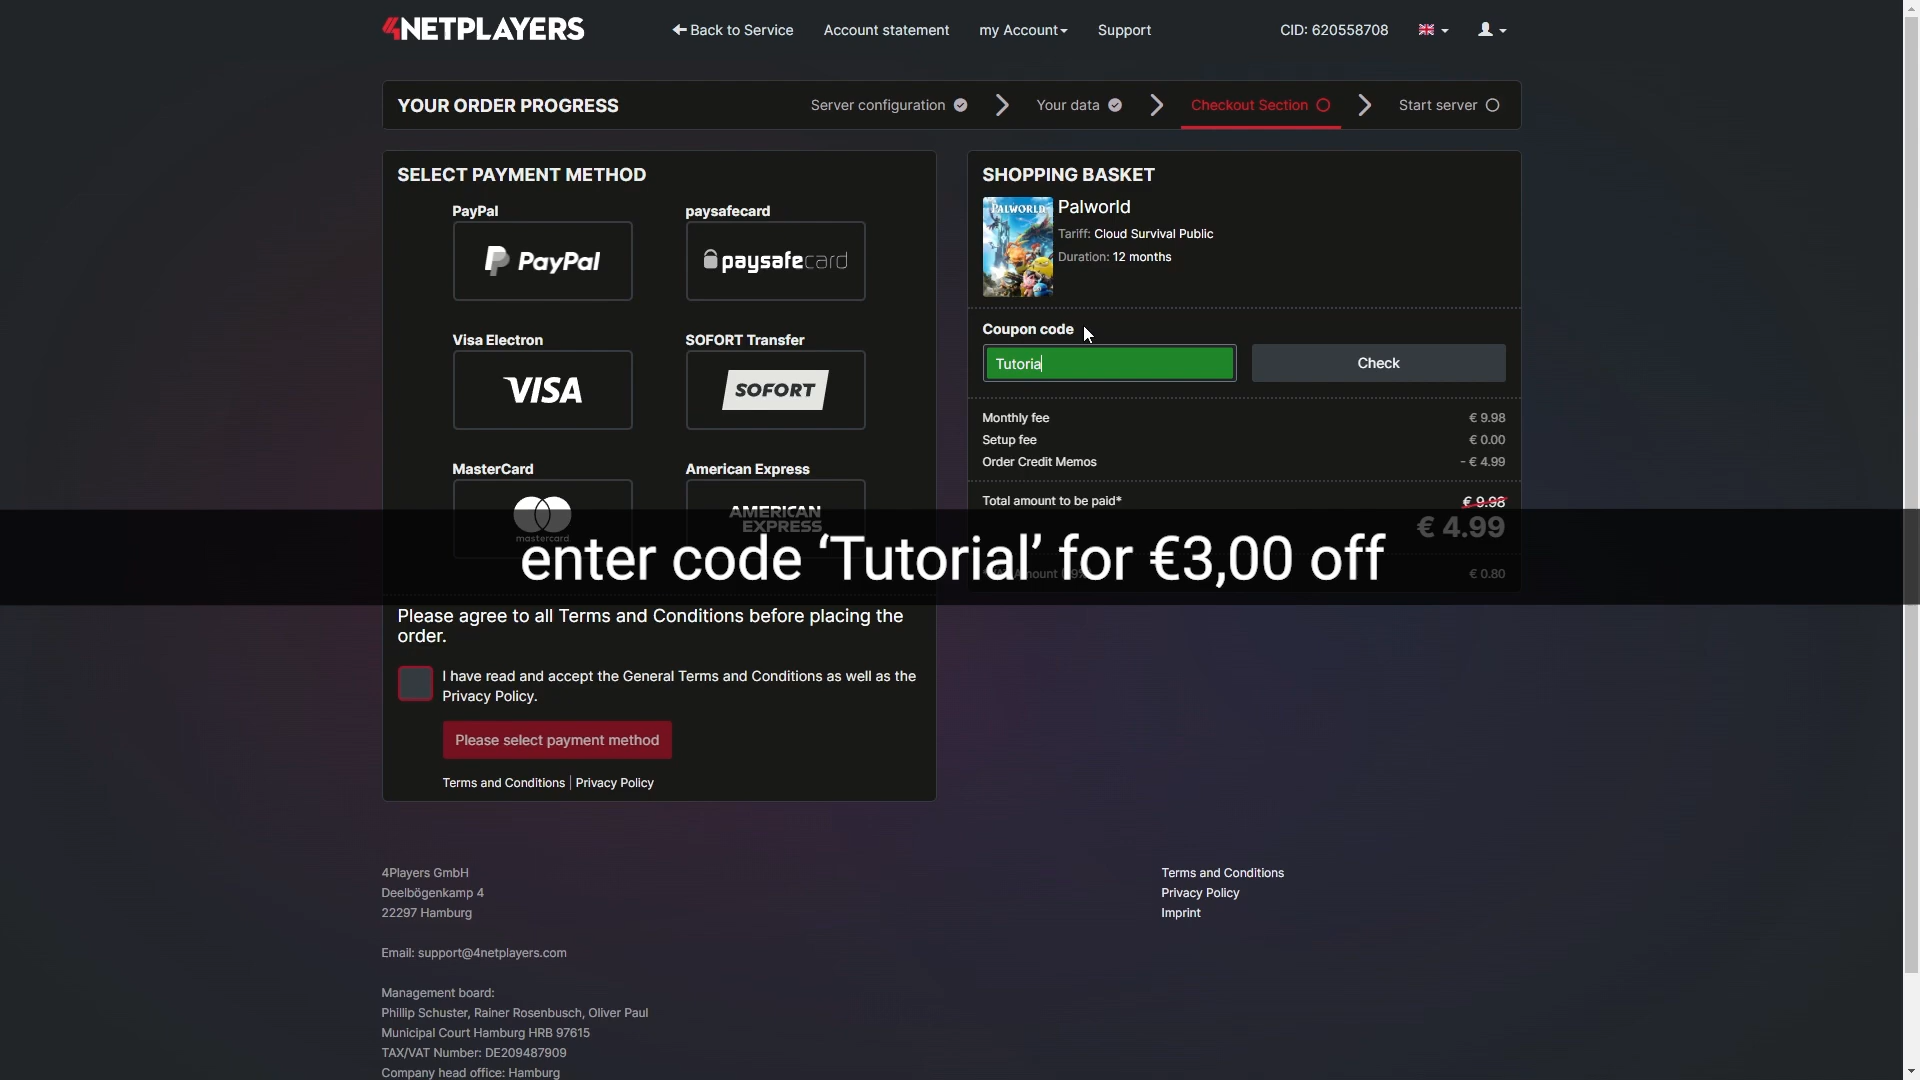 4NETPLAYERS
Back to Service
Account statement
my Account
Support
CID: 620558708
YOUR ORDER PROGRESS
Server configuration
Your data
Checkout Section
Start server
SELECT PAYMENT METHOD
PayPal
PayPal
paysafecard
paysafecard
Visa Electron
VISA
SOFORT Transfer
SOFORT
MasterCard
mastercard
American Express
AMERICAN
EXPRESS
SHOPPING BASKET
PALWORLD
Palworld
Tariff: Cloud Survival Public
Duration: 12 months
Coupon code
Tutoria
Check
Monthly fee € 9.98
Setup fee € 0.00
Order Credit Memos - € 4.99
Total amount to be paid* € 9.98
€ 4.99
€ 0.80
enter code ‘Tutorial’ for €3,00 off
Please agree to all Terms and Conditions before placing the
order.
I have read and accept the General Terms and Conditions as well as the
Privacy Policy.
Please select payment method
Terms and Conditions | Privacy Policy
4Players GmbH
Deelbögenkamp 4
22297 Hamburg
Email: support@4netplayers.com
Management board:
Phillip Schuster, Rainer Rosenbusch, Oliver Paul
Municipal Court Hamburg HRB 97615
TAX/VAT Number: DE209487909
Company head office: Hamburg
Terms and Conditions
Privacy Policy
Imprint